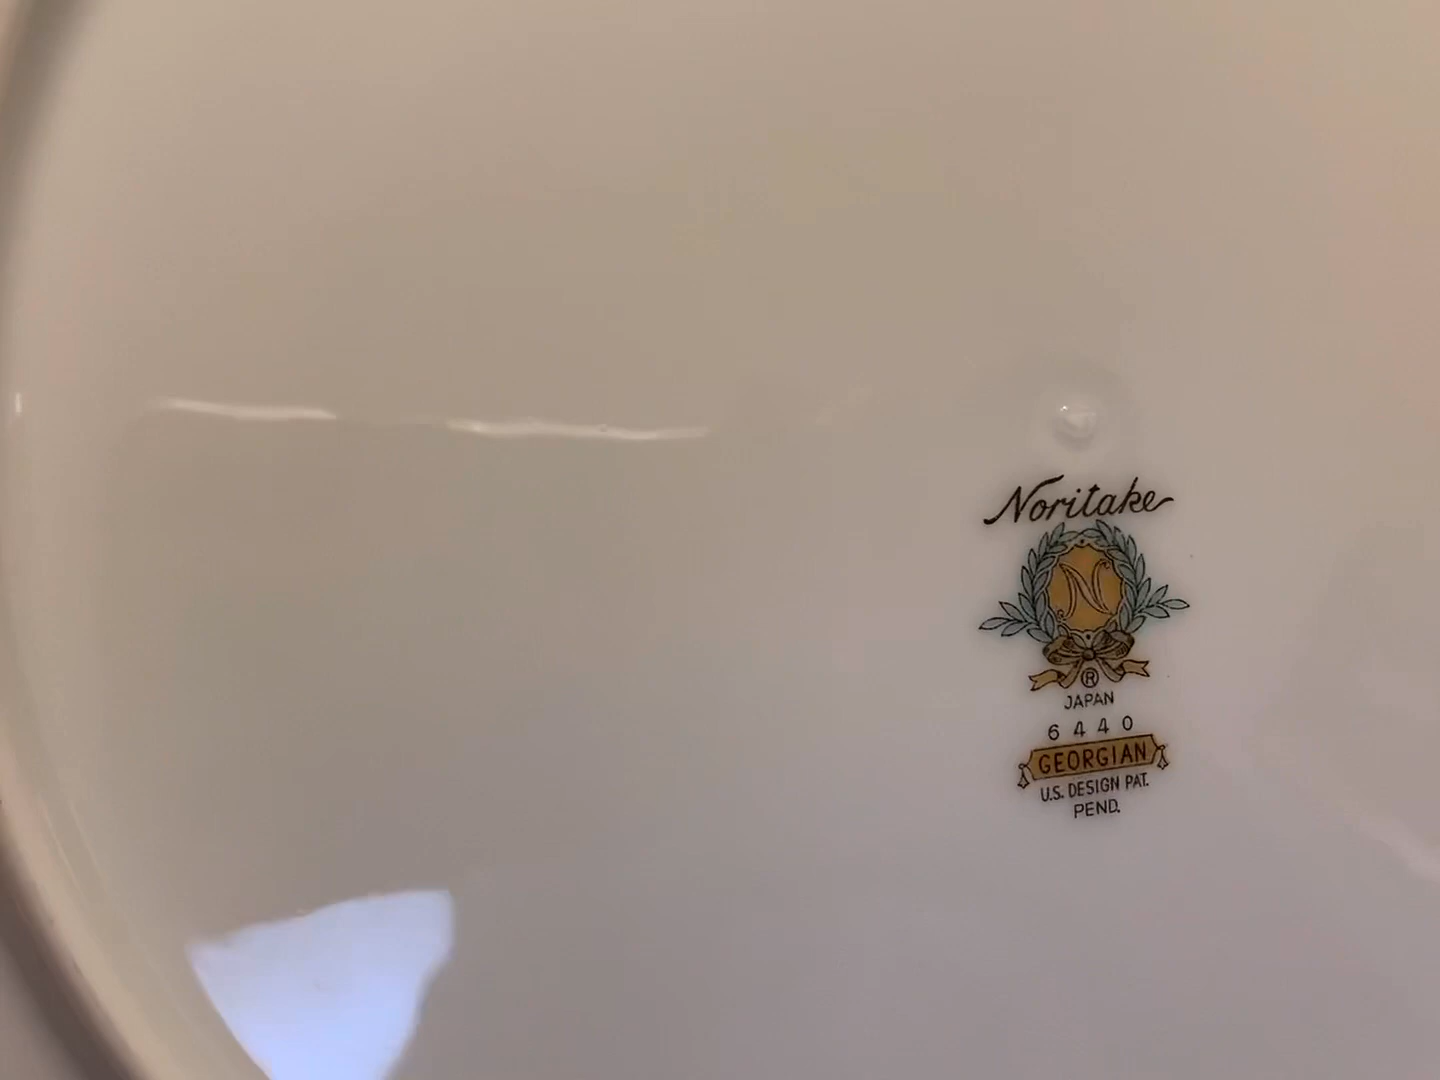 Noritake
N
®
JAPAN
6440
GEORGIAN
U.S. DESIGN PAT.
PEND.